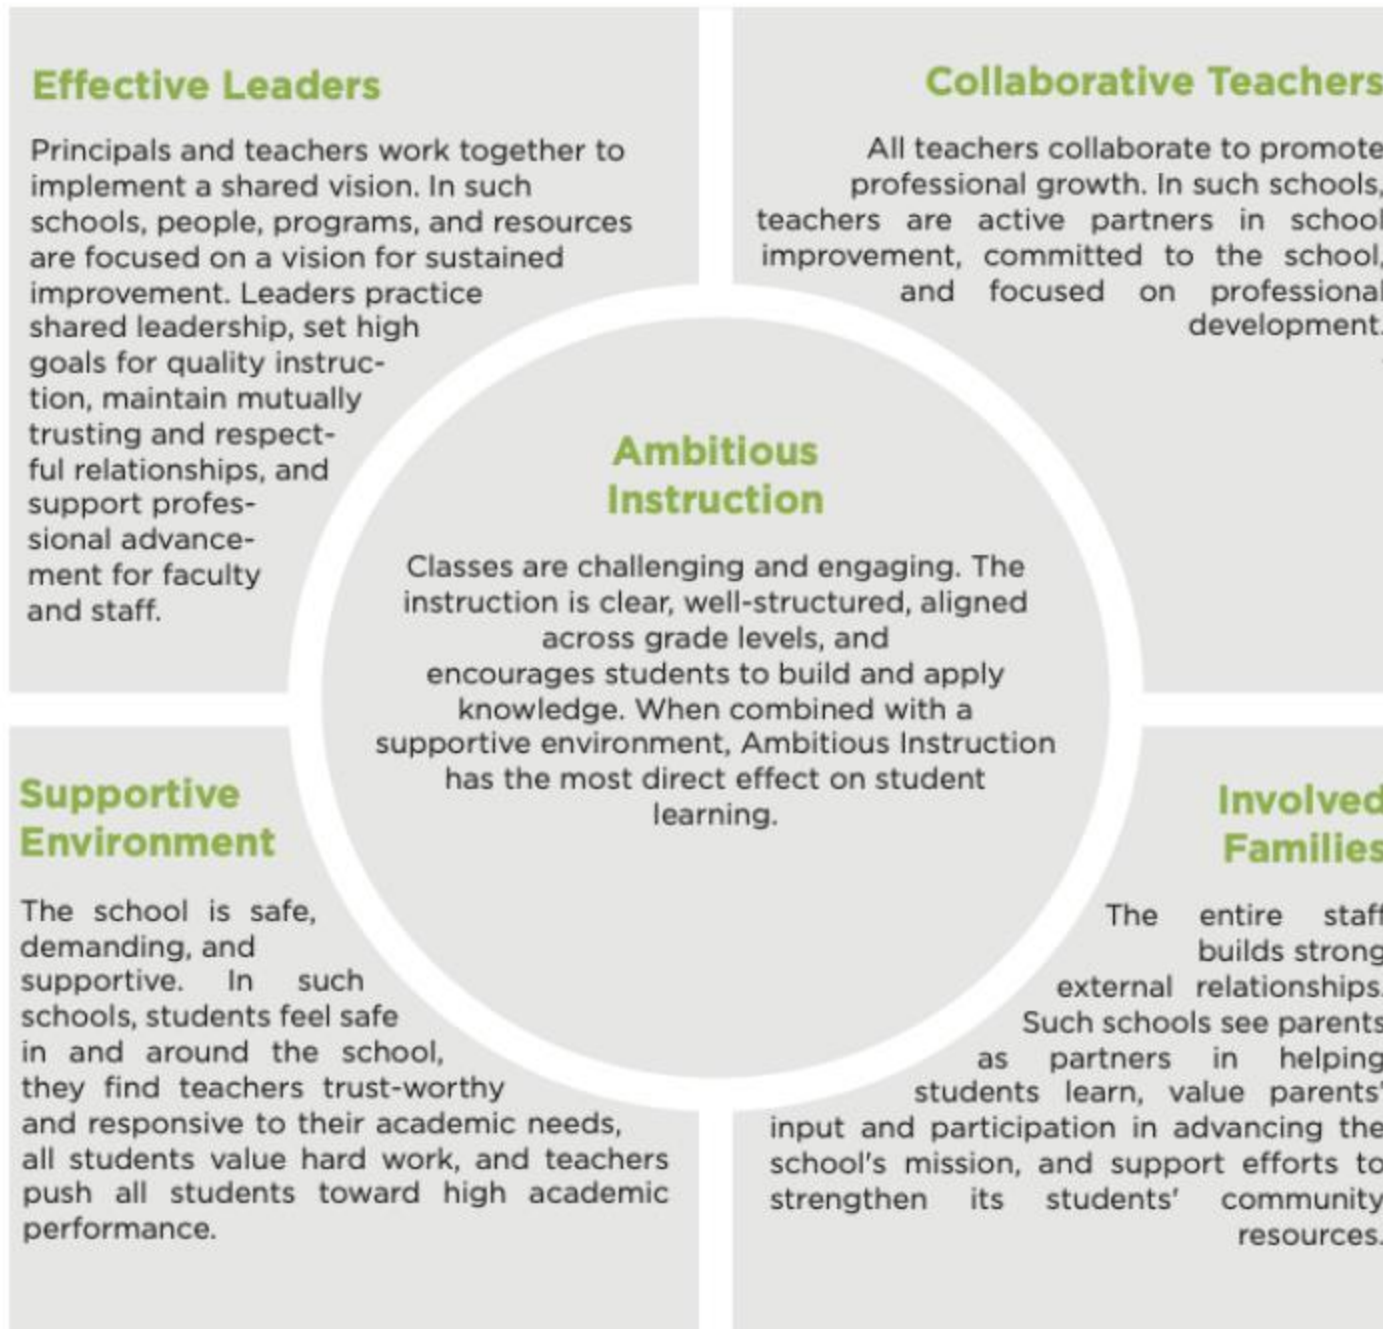 Effective Leaders
Principals and teachers work together to
implement a shared vision. In such
schools, people, programs, and resources
are focused on a vision for sustained
improvement. Leaders practice
shared leadership, set high
goals for quality instruc-
tion, maintain mutually
trusting and respect-
ful relationships, and
support profes-
sional advance-
ment for faculty
and staff.
Collaborative Teachers
All teachers collaborate to promote
professional growth. In such schools,
teachers are active partners in school
improvement, committed to the school,
and focused on professional
development.
Ambitious
Instruction
Classes are challenging and engaging. The
instruction is clear, well-structured, aligned
across grade levels, and
encourages students to build and apply
knowledge. When combined with a
supportive environment, Ambitious Instruction
has the most direct effect on student
learning.
Supportive
Environment
The school is safe,
demanding, and
supportive. In such
schools, students feel safe
in and around the school,
they find teachers trust-worthy
and responsive to their academic needs,
all students value hard work, and teachers
push all students toward high academic
performance.
Involved
Families
The entire staff
builds strong
external relationships.
Such schools see parents
as partners in helping
students learn, value parents'
input and participation in advancing the
school's mission, and support efforts to
strengthen its students' community
resources.